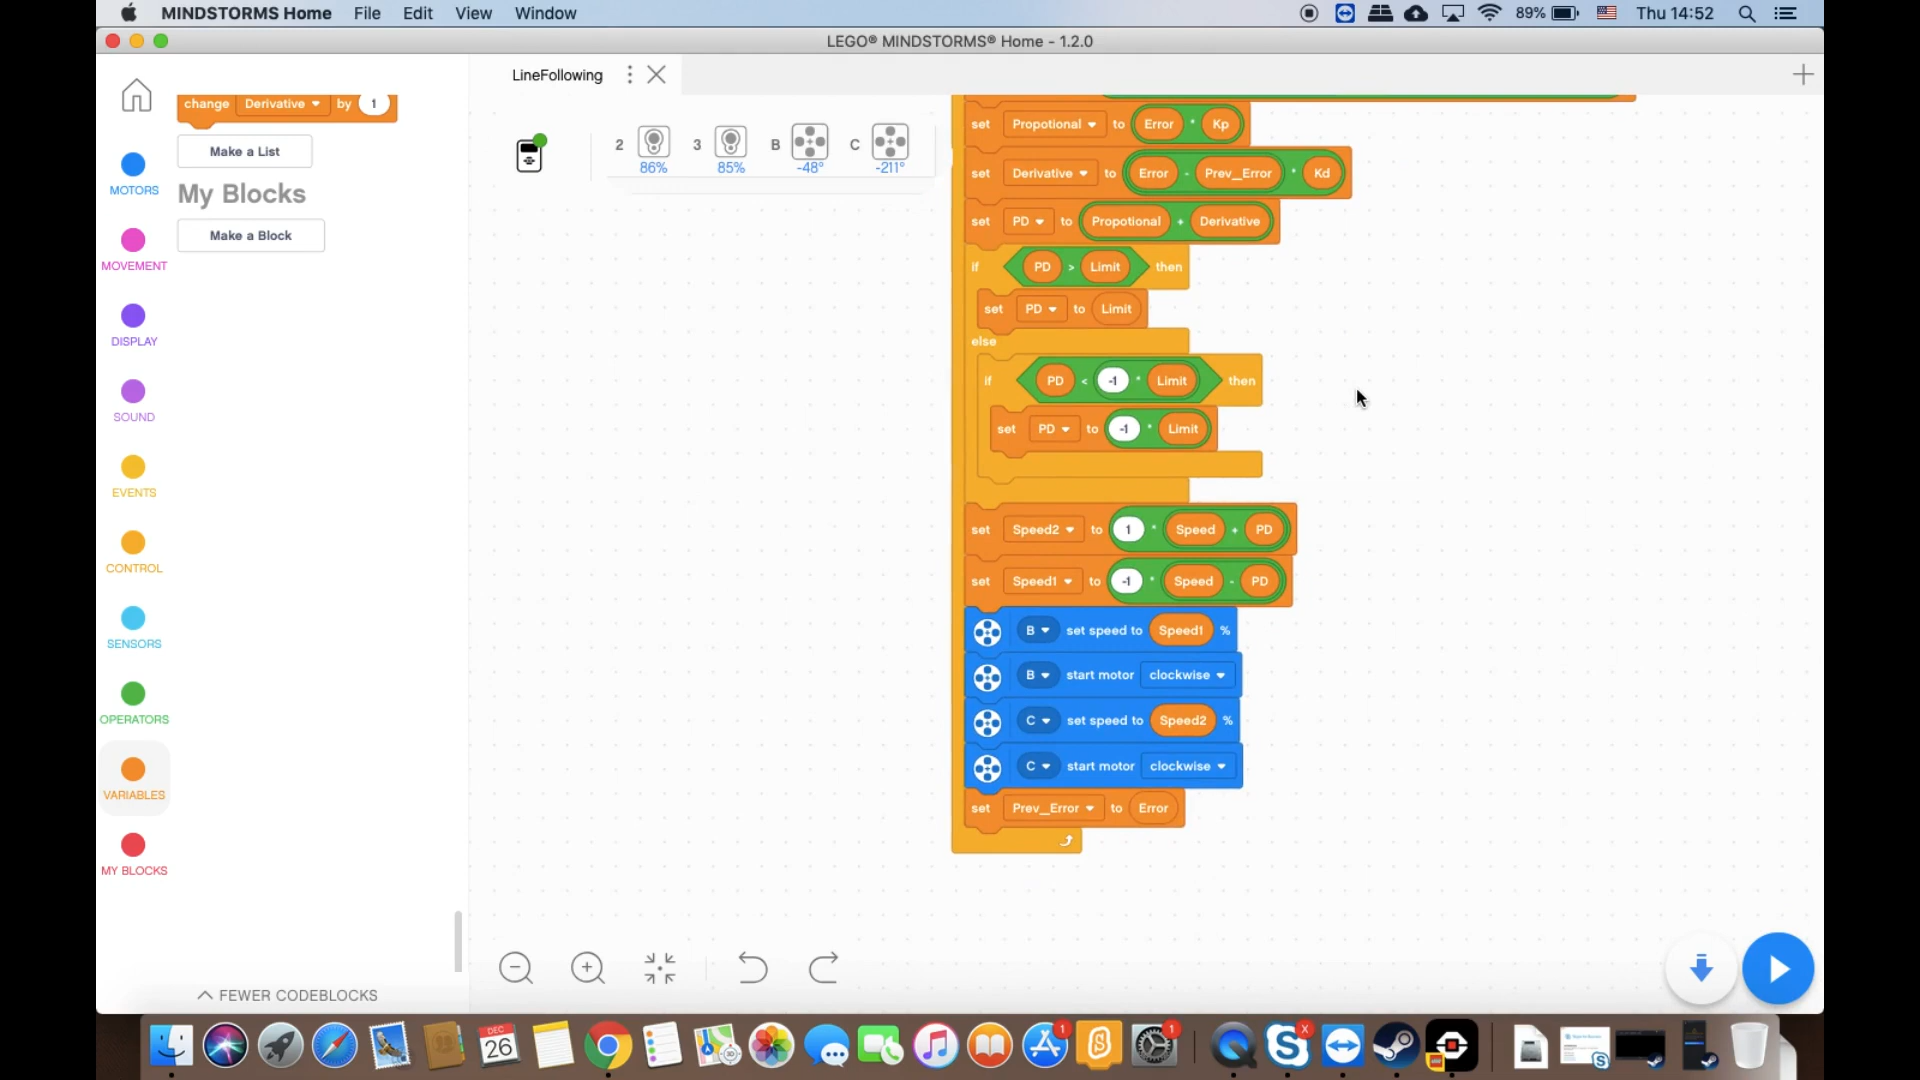 MINDSTORMS Home File Edit View Window 89% Thu 14:52
LEGO® MINDSTORMS® Home - 1.2.0
LineFollowing
change Derivative by 1
Make a List
My Blocks
Make a Block
MOTORS
MOVEMENT
DISPLAY
SOUND
EVENTS
CONTROL
SENSORS
OPERATORS
VARIABLES
MY BLOCKS
FEWER CODEBLOCKS
2 3 B C
86% 85% -48° -211°
set Propotional to Error * Kp
set Derivative to Error - Prev_Error * Kd
set PD to Propotional + Derivative
if PD > Limit then
set PD to Limit
else
if PD < -1 * Limit then
set PD to -1 * Limit
set Speed2 to 1 * Speed + PD
set Speed1 to -1 * Speed - PD
B set speed to Speed1 %
B start motor clockwise
C set speed to Speed2 %
C start motor clockwise
set Prev_Error to Error
DEC
26
1
1
X